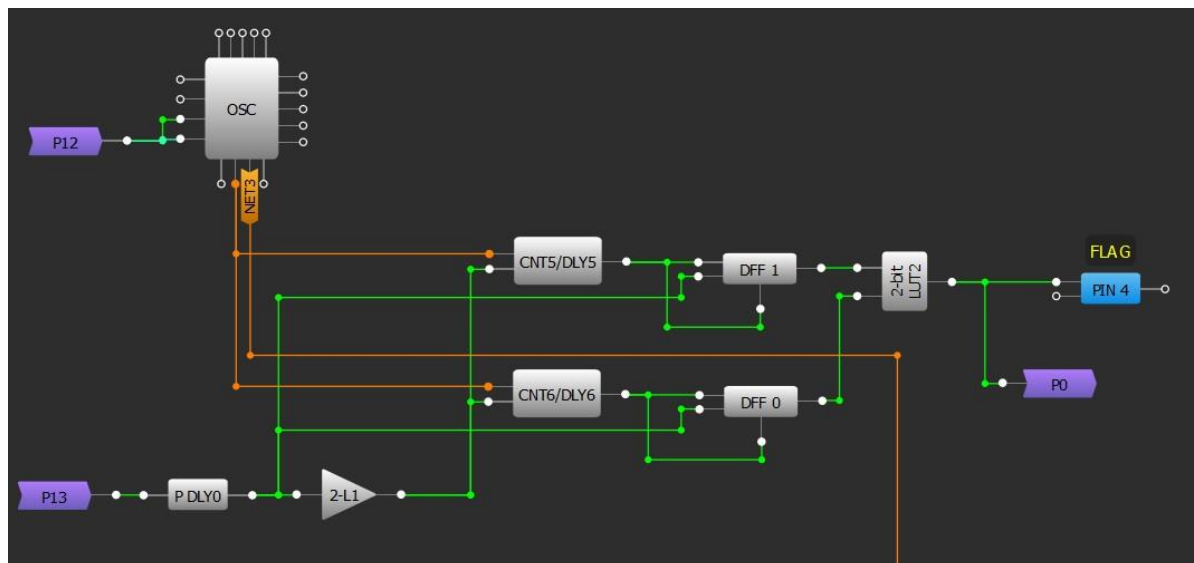 OSC
P12
NET3
CNT5/DLY5
DFF 1
2-bit
LUT2
FLAG
PIN 4
CNT6/DLY6
DFF 0
P0
P13
P DLY0
2-L1